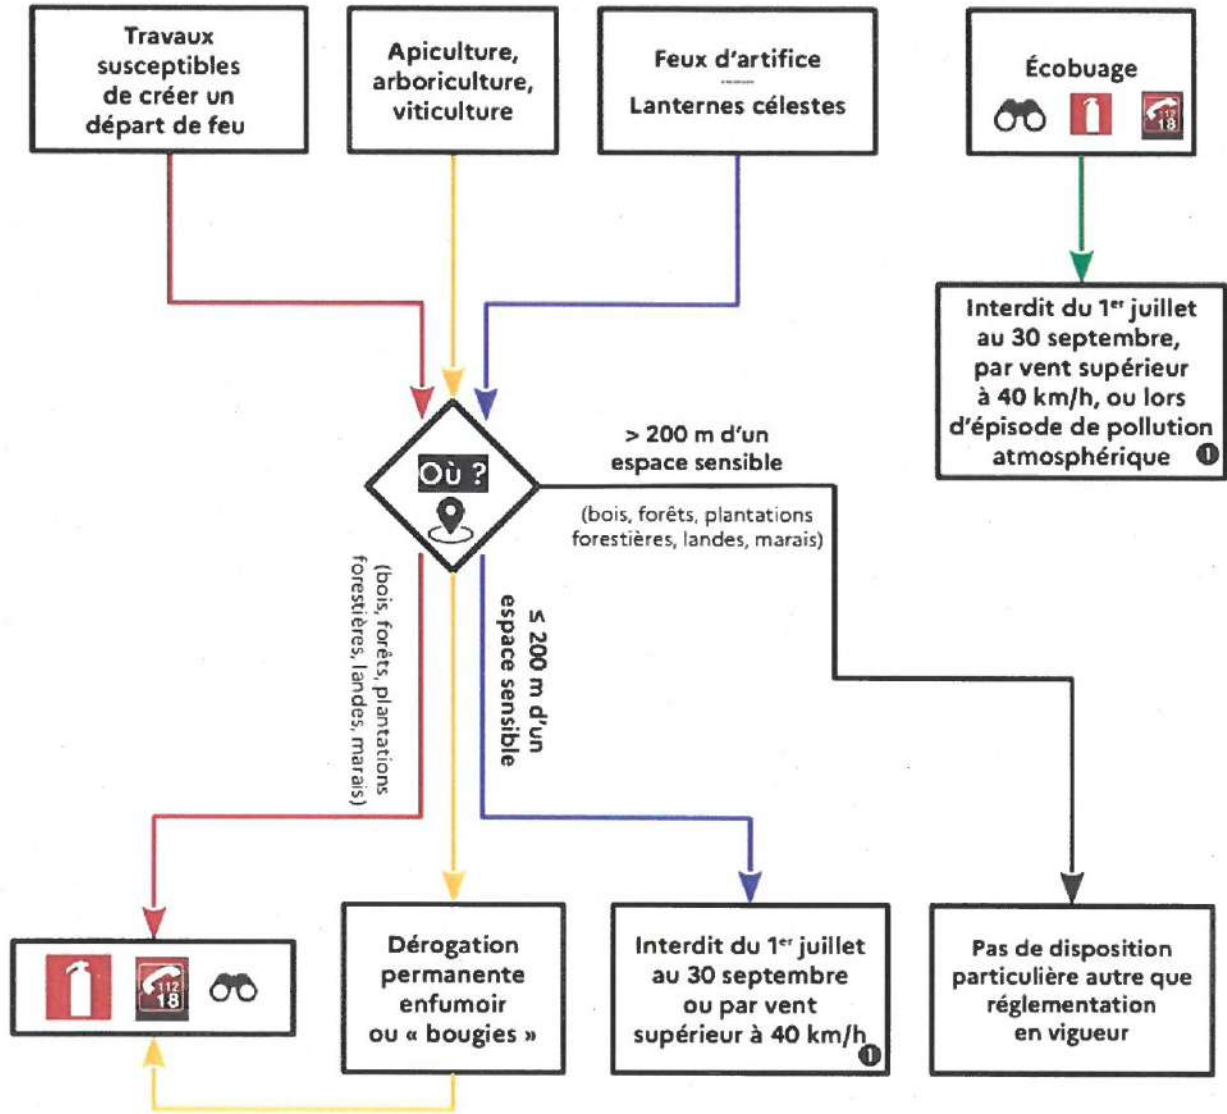 Travaux
susceptibles
de créer un
départ de feu
Apiculture,
arboriculture,
viticulture
Feux d'artifice
Lanternes célestes
Écobuage
112
18
Interdit du 1er juillet
au 30 septembre,
par vent supérieur
à 40 km/h, ou lors
d'épisode de pollution
atmosphérique 1
Où ?
> 200 m d'un
espace sensible
(bois, forêts, plantations
forestières, landes, marais)
≤ 200 m d'un
espace sensible
(bois, forêts, plantations
forestières, landes, marais)
112
18
Dérogation
permanente
enfumoir
ou « bougies »
Interdit du 1er juillet
au 30 septembre
ou par vent
supérieur à 40 km/h
1
Pas de disposition
particulière autre que
réglementation
en vigueur